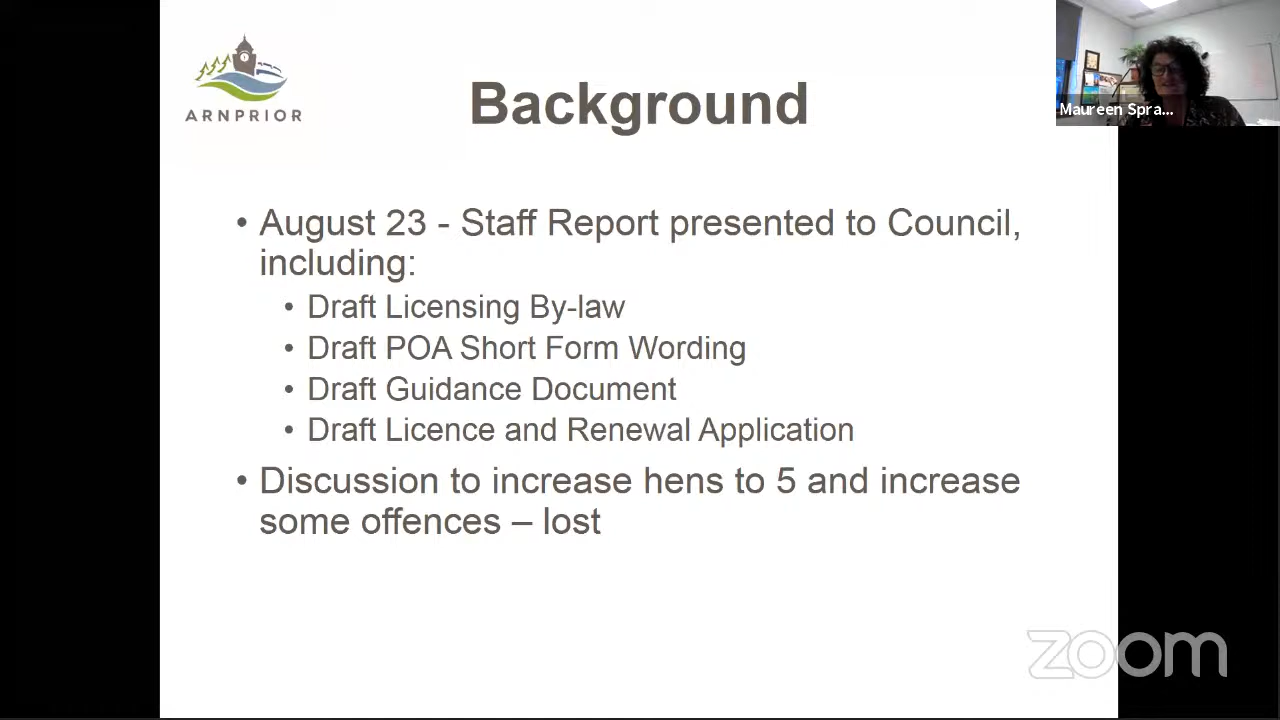 ARNPRIOR
Background
Maureen Spra...
• August 23 - Staff Report presented to Council,
including:
• Draft Licensing By-law
• Draft POA Short Form Wording
• Draft Guidance Document
• Draft Licence and Renewal Application
• Discussion to increase hens to 5 and increase
some offences – lost
zoom